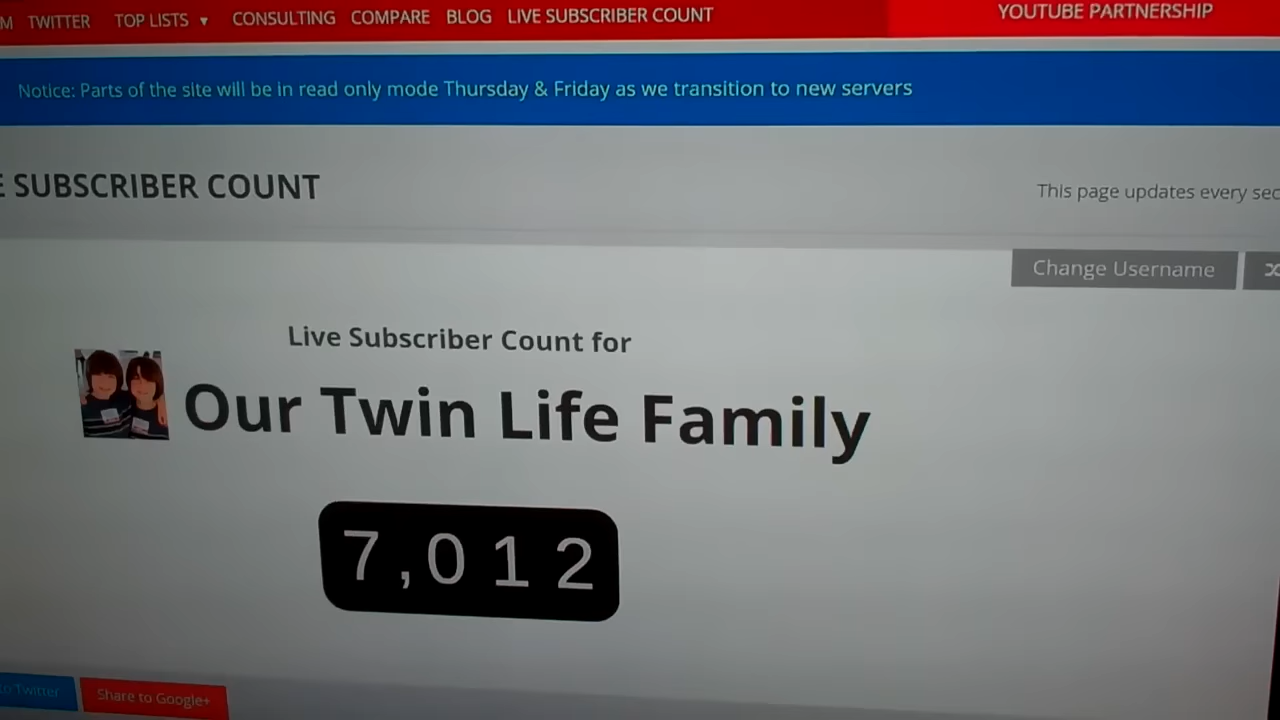 TWITTER TOP LISTS ▼ CONSULTING COMPARE BLOG LIVE SUBSCRIBER COUNT YOUTUBE PARTNERSHIP
Notice: Parts of the site will be in read only mode Thursday & Friday as we transition to new servers
SUBSCRIBER COUNT
This page updates every
Change Username
Live Subscriber Count for
Our Twin Life Family
7,012
to Twitter
Share to Google+